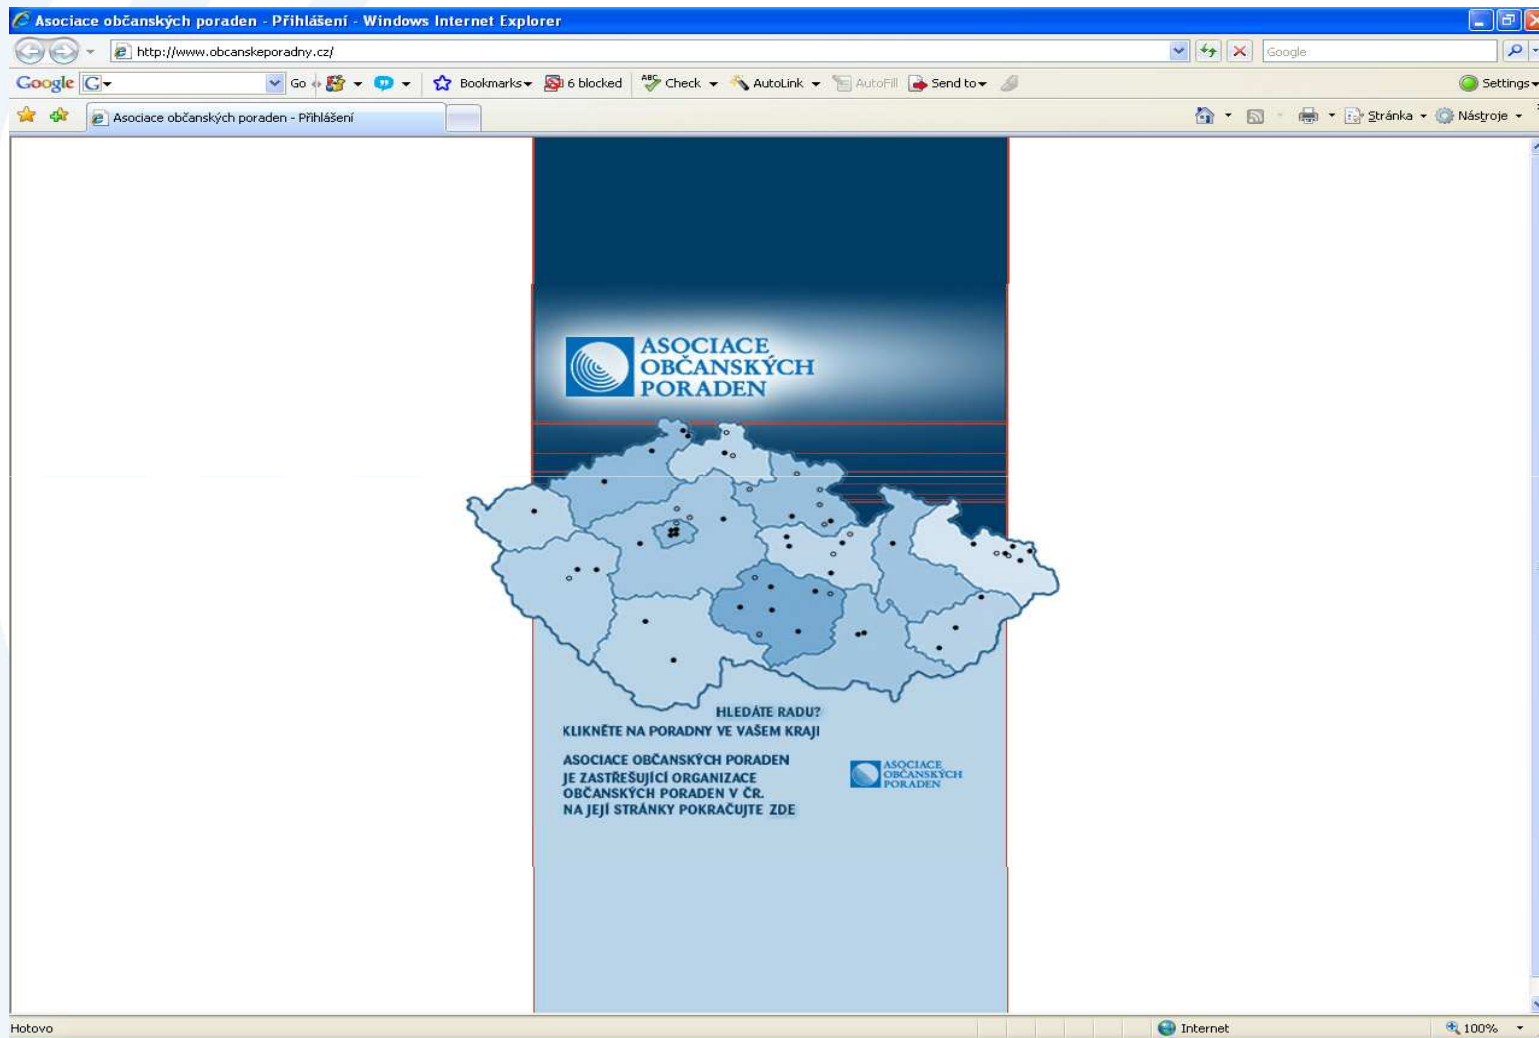 Asociace občanských poraden - Přihlášení - Windows Internet Explorer
http://www.obcanskeporadny.cz/
Google
Google G Go Bookmarks 6 blocked ABC Check AutoLink AutoFill Send to Settings
Asociace občanských poraden - Přihlášení
Stránka Nástroje
ASOCIACE
OBČANSKÝCH
PORADEN
HLEDÁTE RADU?
KLIKNĚTE NA PORADNY VE VAŠEM KRAJI
ASOCIACE OBČANSKÝCH PORADEN
JE ZASTŘEŠUJÍCÍ ORGANIZACE
OBČANSKÝCH PORADEN V ČR.
NA JEJÍ STRÁNKY POKRAČUJTE ZDE
ASOCIACE
OBČANSKÝCH
PORADEN
Hotovo
Internet
100%